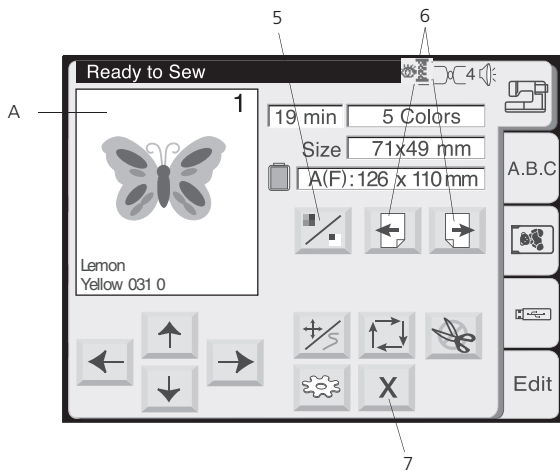 5
6
Ready to Sew
4
A
1
19 min
5 Colors
Size
71x49 mm
A(F):126 x 110 mm
A.B.C
Lemon
Yellow 031 0
X
Edit
7